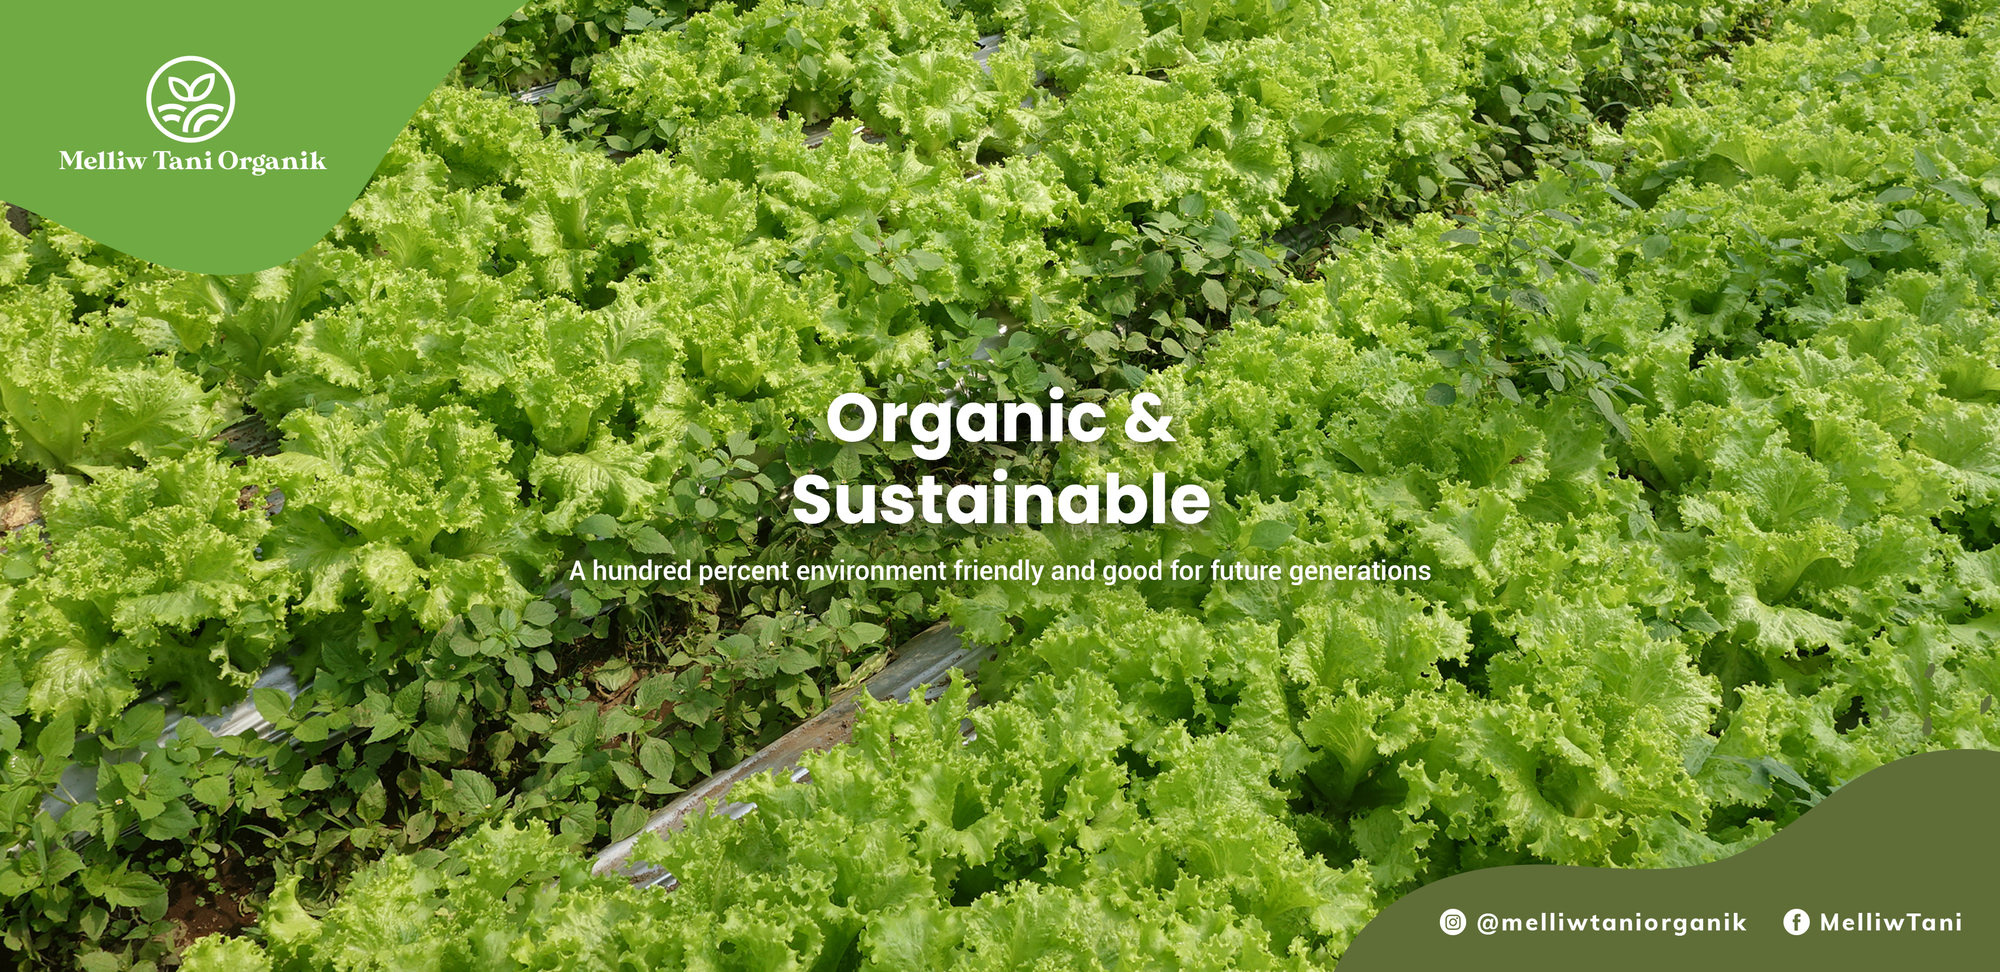 Melliw Tani Organik
Organic &
Sustainable
A hundred percent environment friendly and good for future generations
@melliwtaniorganik
MelliwTani